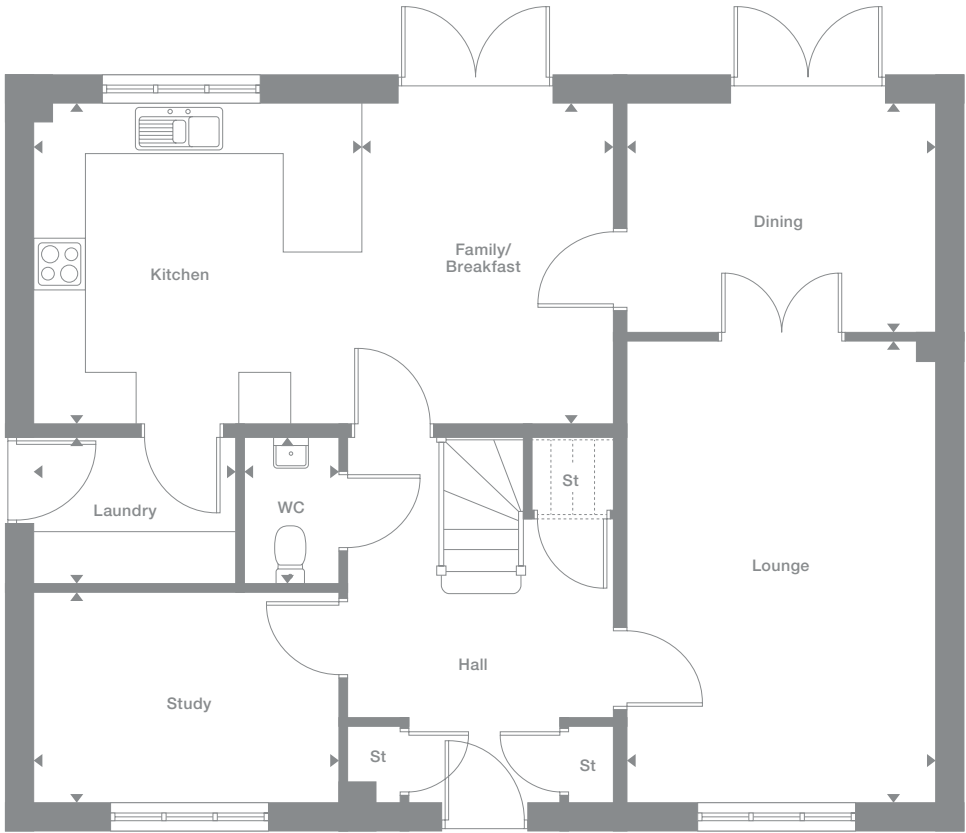 Dining
Family/
Breakfast
Kitchen
St
WC
Laundry
Lounge
Hall
Study
St
St